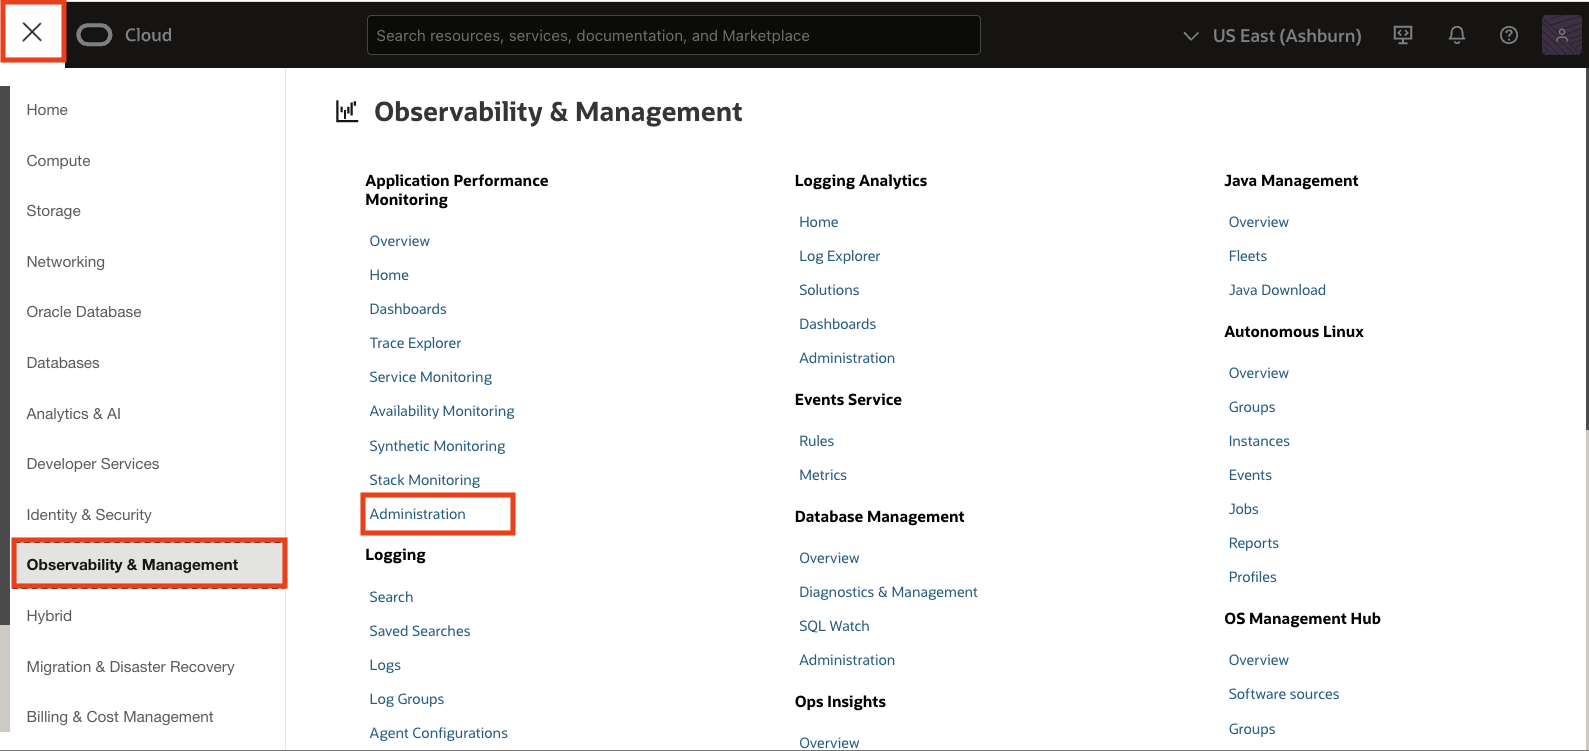 Cloud
Search resources, services, documentation, and Marketplace
US East (Ashburn)
Home
Compute
Storage
Networking
Oracle Database
Databases
Analytics & AI
Developer Services
Identity & Security
Observability & Management
Hybrid
Migration & Disaster Recovery
Billing & Cost Management
Observability & Management
Application Performance
Monitoring
Overview
Home
Dashboards
Trace Explorer
Service Monitoring
Availability Monitoring
Synthetic Monitoring
Stack Monitoring
Administration
Logging
Search
Saved Searches
Logs
Log Groups
Agent Configurations
Logging Analytics
Home
Log Explorer
Solutions
Dashboards
Administration
Events Service
Rules
Metrics
Database Management
Overview
Diagnostics & Management
SQL Watch
Administration
Ops Insights
Overview
Java Management
Overview
Fleets
Java Download
Autonomous Linux
Overview
Groups
Instances
Events
Jobs
Reports
Profiles
OS Management Hub
Overview
Software sources
Groups